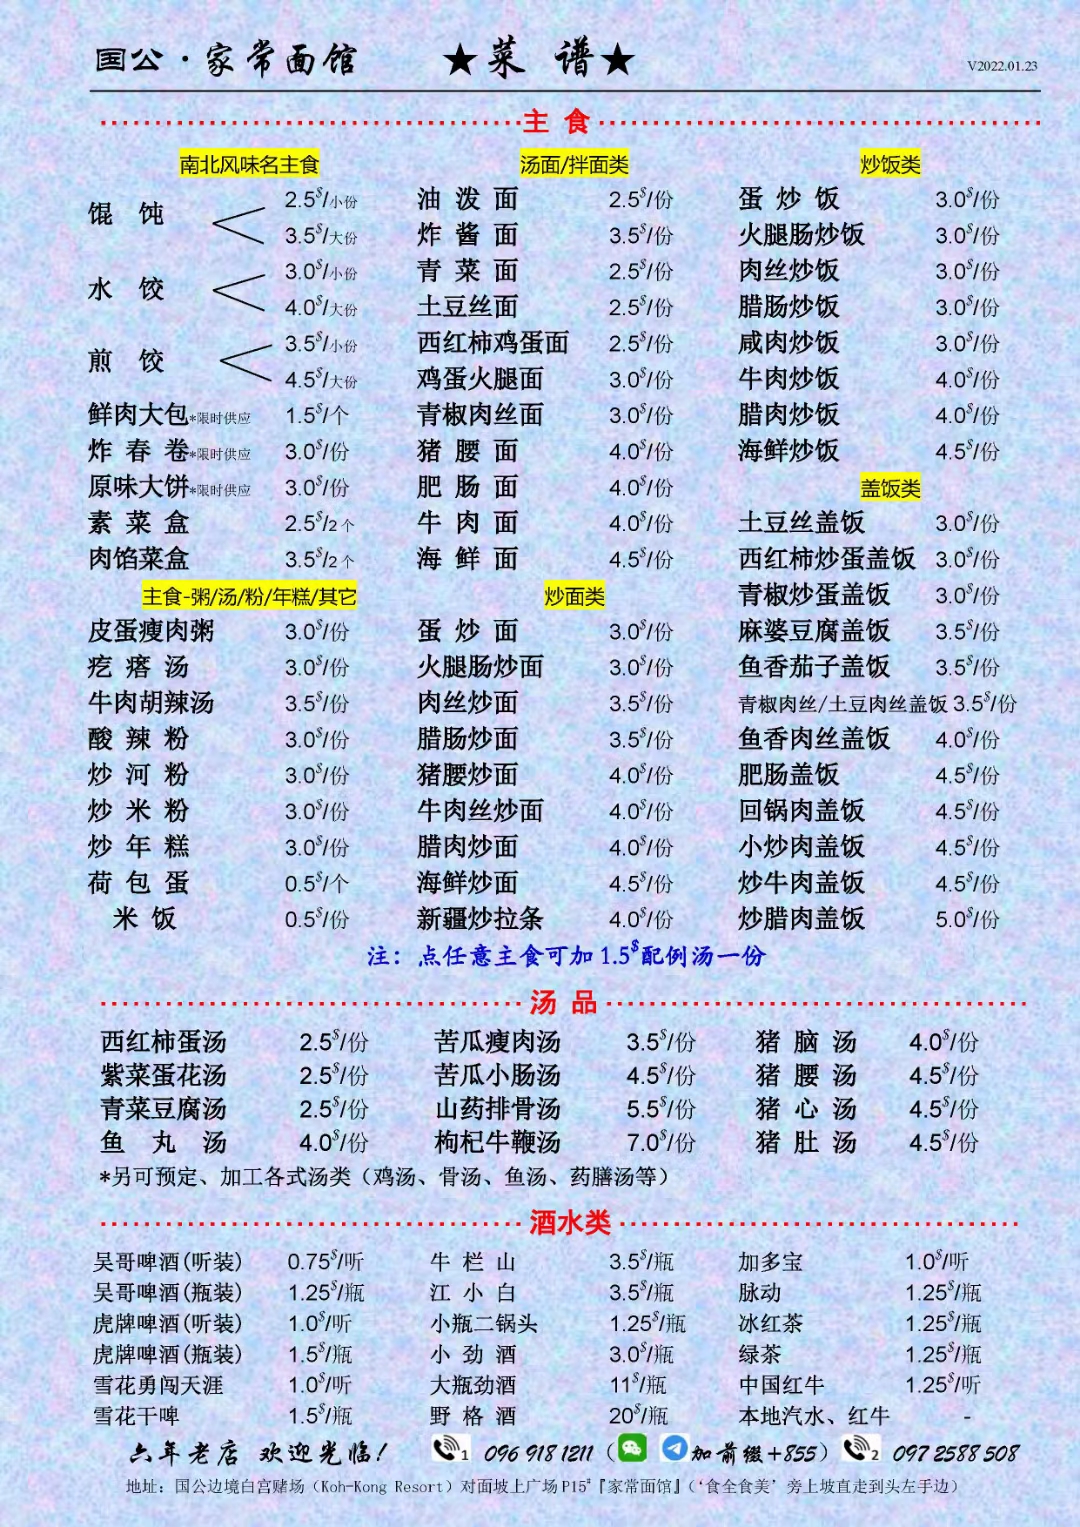 国公·家常面馆 ★菜 谱★ V2022.01.23
主 食
南北风味名主食
馄 饨 2.5$/小份
3.5$/大份
水 饺 3.0$/小份
4.0$/大份
煎 饺 3.5$/小份
4.5$/大份
鲜肉大包*限时供应 1.5$/个
炸 春 卷*限时供应 3.0$/份
原味大饼*限时供应 3.0$/份
素 菜 盒 2.5$/2个
肉馅菜盒 3.5$/2个
主食-粥/汤/粉/年糕/其它
皮蛋瘦肉粥 3.0$/份
疙 瘩 汤 3.0$/份
牛肉胡辣汤 3.5$/份
酸 辣 粉 3.0$/份
炒 河 粉 3.0$/份
炒 米 粉 3.0$/份
炒 年 糕 3.0$/份
荷 包 蛋 0.5$/个
米 饭 0.5$/份
汤面/拌面类
油 泼 面 2.5$/份
炸 酱 面 3.5$/份
青 菜 面 2.5$/份
土豆丝面 2.5$/份
西红柿鸡蛋面 2.5$/份
鸡蛋火腿面 3.0$/份
青椒肉丝面 3.0$/份
猪 腰 面 4.0$/份
肥 肠 面 4.0$/份
牛 肉 面 4.0$/份
海 鲜 面 4.5$/份
炒面类
蛋 炒 面 3.0$/份
火腿肠炒面 3.0$/份
肉丝炒面 3.5$/份
腊肠炒面 3.5$/份
猪腰炒面 4.0$/份
牛肉丝炒面 4.0$/份
腊肉炒面 4.0$/份
海鲜炒面 4.5$/份
新疆炒拉条 4.0$/份
炒饭类
蛋 炒 饭 3.0$/份
火腿肠炒饭 3.0$/份
肉丝炒饭 3.0$/份
腊肠炒饭 3.0$/份
咸肉炒饭 3.0$/份
牛肉炒饭 4.0$/份
腊肉炒饭 4.0$/份
海鲜炒饭 4.5$/份
盖饭类
土豆丝盖饭 3.0$/份
西红柿炒蛋盖饭 3.0$/份
青椒炒蛋盖饭 3.0$/份
麻婆豆腐盖饭 3.5$/份
鱼香茄子盖饭 3.5$/份
青椒肉丝/土豆肉丝盖饭 3.5$/份
鱼香肉丝盖饭 4.0$/份
肥肠盖饭 4.5$/份
回锅肉盖饭 4.5$/份
小炒肉盖饭 4.5$/份
炒牛肉盖饭 4.5$/份
炒腊肉盖饭 5.0$/份
注：点任意主食可加 1.5$配例汤一份
汤 品
西红柿蛋汤 2.5$/份 苦瓜瘦肉汤 3.5$/份 猪 脑 汤 4.0$/份
紫菜蛋花汤 2.5$/份 苦瓜小肠汤 4.5$/份 猪 腰 汤 4.5$/份
青菜豆腐汤 2.5$/份 山药排骨汤 5.5$/份 猪 心 汤 4.5$/份
鱼 丸 汤 4.0$/份 枸杞牛鞭汤 7.0$/份 猪 肚 汤 4.5$/份
*另可预定、加工各式汤类（鸡汤、骨汤、鱼汤、药膳汤等）
酒水类
吴哥啤酒(听装) 0.75$/听 牛 栏 山 3.5$/瓶 加多宝 1.0$/听
吴哥啤酒(瓶装) 1.25$/瓶 江 小 白 3.5$/瓶 脉动 1.25$/瓶
虎牌啤酒(听装) 1.0$/听 小瓶二锅头 1.25$/瓶 冰红茶 1.25$/瓶
虎牌啤酒(瓶装) 1.5$/瓶 小 劲 酒 3.0$/瓶 绿茶 1.25$/瓶
雪花勇闯天涯 1.0$/听 大瓶劲酒 11$/瓶 中国红牛 1.25$/听
雪花干啤 1.5$/瓶 野 格 酒 20$/瓶 本地汽水、红牛 -
六年老店 欢迎光临! 1 096 918 1211（加前缀+855）2 097 2588 508
地址：国公边境白宫赌场（Koh-Kong Resort）对面坡上广场P15#『家常面馆』（‘食全食美’旁上坡直走到头左手边）